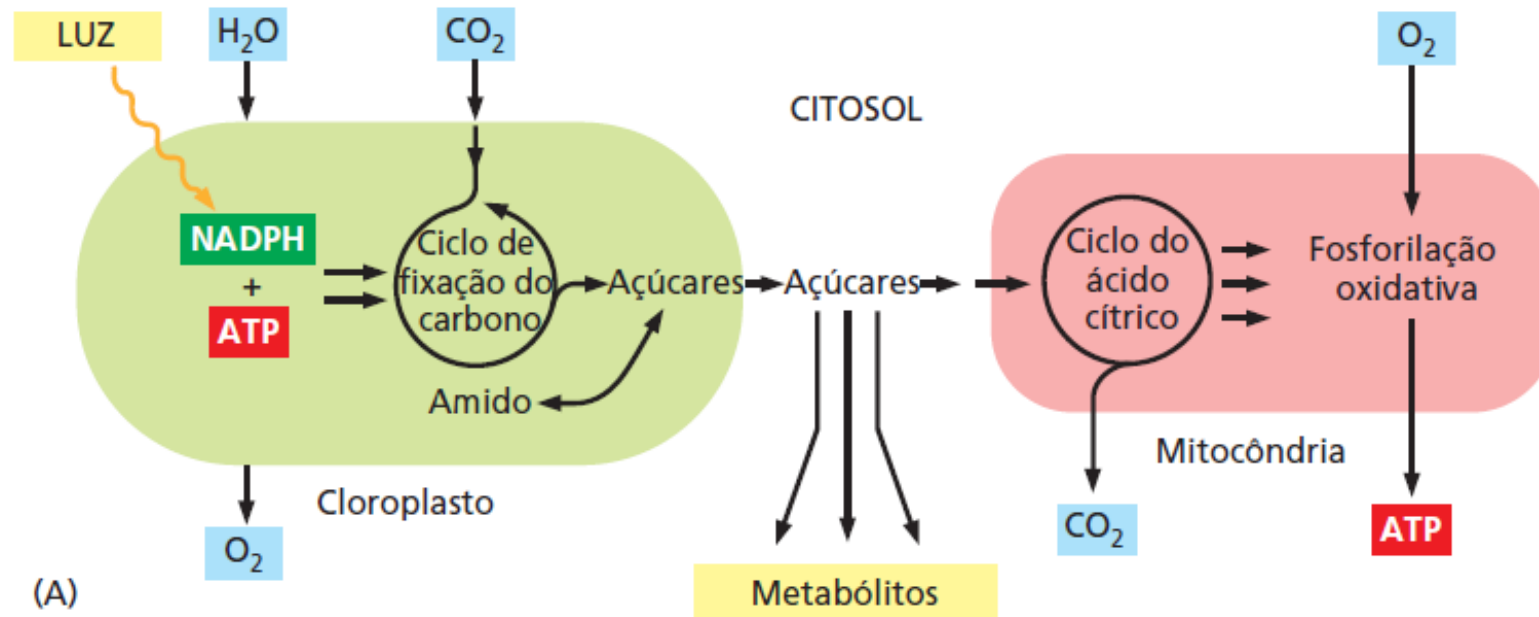 LUZ
H₂O
CO₂
O₂
CITOSOL
NADPH
+
ATP
Ciclo de
fixação do
carbono
Açúcares
Açúcares
Ciclo do
ácido
cítrico
Fosforilação
oxidativa
Amido
Mitocôndria
Cloroplasto
O₂
CO₂
ATP
Metabólitos
(A)